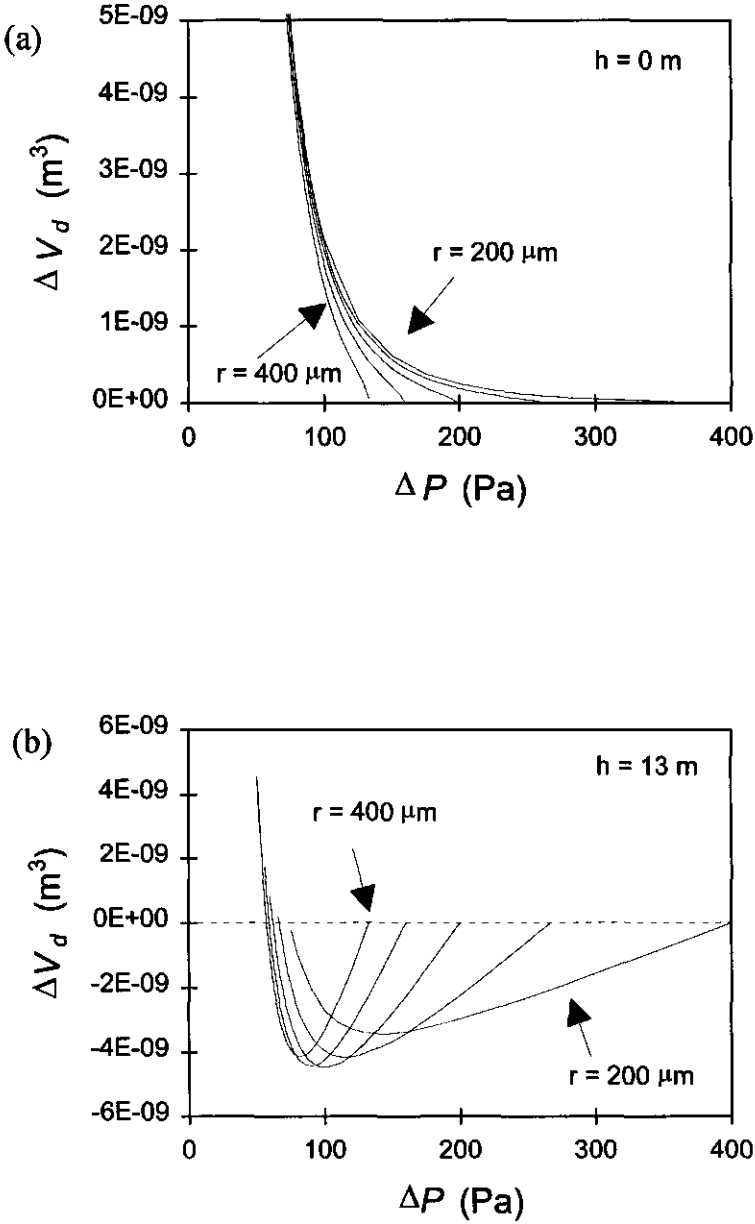 (a)
5E-09
4E-09
3E-09
2E-09
1E-09
0E+00
Δ V_d (m³)
h = 0 m
r = 200 μm
r = 400 μm
0 100 200 300 400
Δ P (Pa)
(b)
6E-09
4E-09
2E-09
0E+00
-2E-09
-4E-09
-6E-09
ΔV_d (m³)
h = 13 m
r = 400 μm
r = 200 μm
0 100 200 300 400
ΔP (Pa)